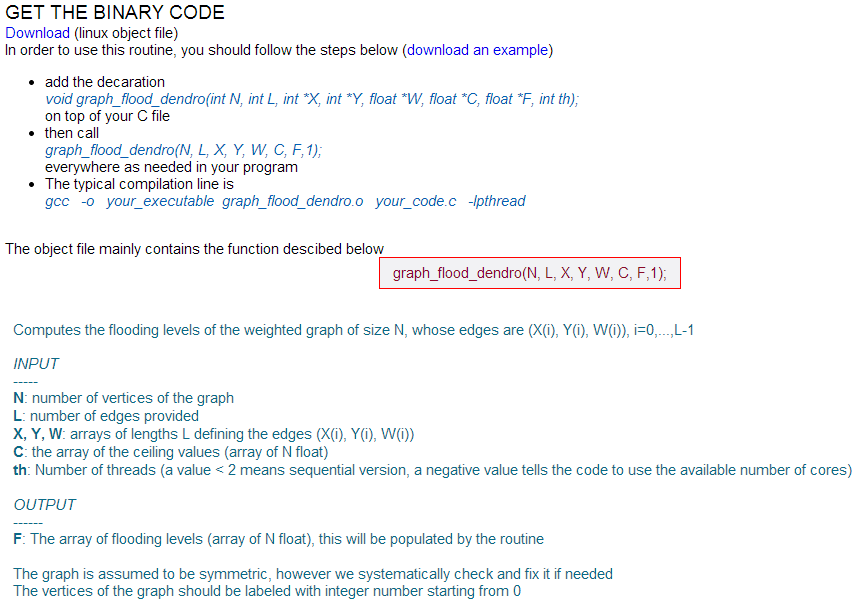 GET THE BINARY CODE
Download (linux object file)
In order to use this routine, you should follow the steps below (download an example)
• add the decaration
void graph_flood_dendro(int N, int L, int *X, int *Y, float *W, float *C, float *F, int th);
on top of your C file
• then call
graph_flood_dendro(N, L, X, Y, W, C, F,1);
everywhere as needed in your program
• The typical compilation line is
gcc -o your_executable graph_flood_dendro.o your_code.c -lpthread
The object file mainly contains the function descibed below
graph_flood_dendro(N, L, X, Y, W, C, F,1);
Computes the flooding levels of the weighted graph of size N, whose edges are (X(i), Y(i), W(i)), i=0,...,L-1
INPUT
-----
N: number of vertices of the graph
L: number of edges provided
X, Y, W: arrays of lengths L defining the edges (X(i), Y(i), W(i))
C: the array of the ceiling values (array of N float)
th: Number of threads (a value < 2 means sequential version, a negative value tells the code to use the available number of cores)
OUTPUT
------
F: The array of flooding levels (array of N float), this will be populated by the routine
The graph is assumed to be symmetric, however we systematically check and fix it if needed
The vertices of the graph should be labeled with integer number starting from 0